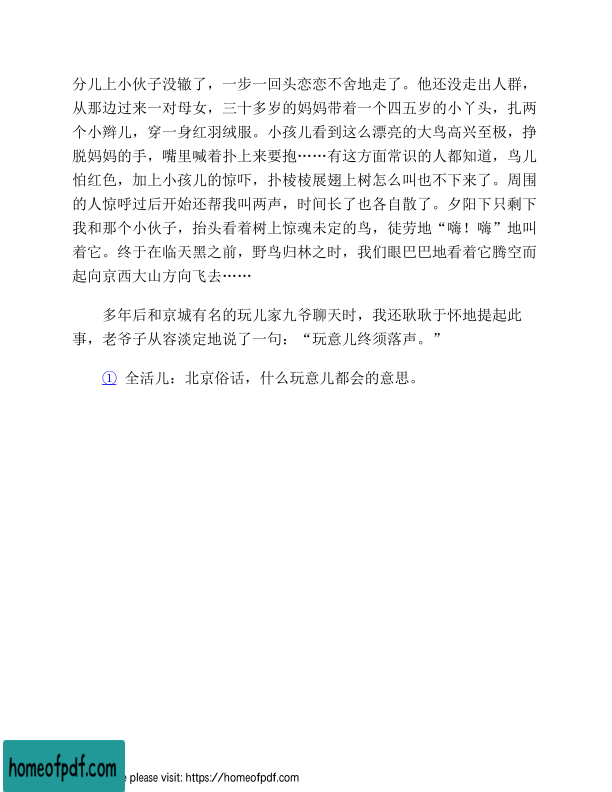 分儿上小伙子没辙了，一步一回头恋恋不舍地走了。他还没走出人群，
从那边过来一对母女，三十多岁的妈妈带着一个四五岁的小丫头，扎两
个小辫儿，穿一身红羽绒服。小孩儿看到这么漂亮的大鸟高兴至极，挣
脱妈妈的手，嘴里喊着扑上来要抱……有这方面常识的人都知道，鸟儿
怕红色，加上小孩儿的惊吓，扑棱棱展翅上树怎么叫也不下来了。周围
的人惊呼过后开始还帮我叫两声，时间长了也各自散了。夕阳下只剩下
我和那个小伙子，抬头看着树上惊魂未定的鸟，徒劳地“嗨！嗨”地叫
着它。终于在临天黑之前，野鸟归林之时，我们眼巴巴地看着它腾空而
起向京西大山方向飞去……
多年后和京城有名的玩儿家九爷聊天时，我还耿耿于怀地提起此
事，老爷子从容淡定地说了一句：“玩意儿终须落声。”
① 全活儿：北京俗话，什么玩意儿都会的意思。
homeofpdf.com
e please visit: https://homeofpdf.com